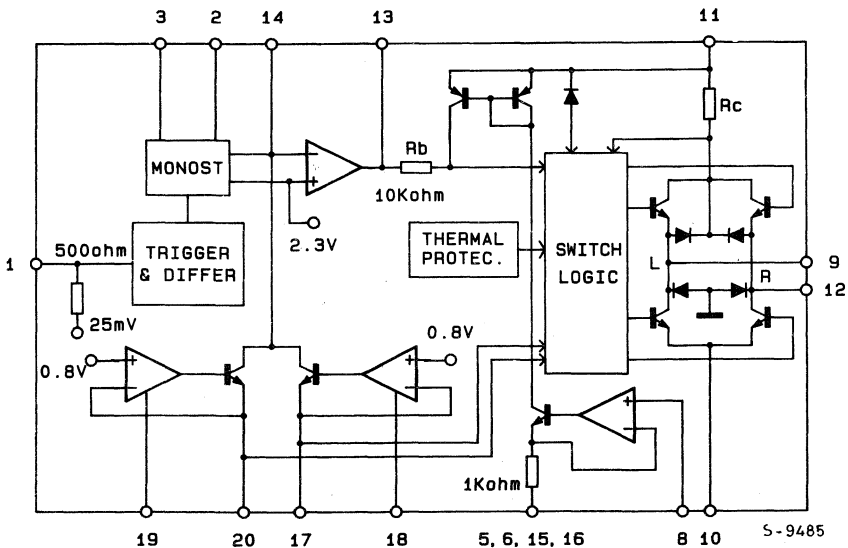 3 2 14 13 11
Rb
Rc
MONOST
- +
10Kohm
2.3V
THERMAL
PROTEC.
SWITCH
LOGIC
500ohm
TRIGGER
& DIFFER
1
25mV
L
9
R
12
0.8V
+ -
0.8V
+ -
+ -
1Kohm
19 20 17 18 5, 6, 15, 16 8 10
S-9485